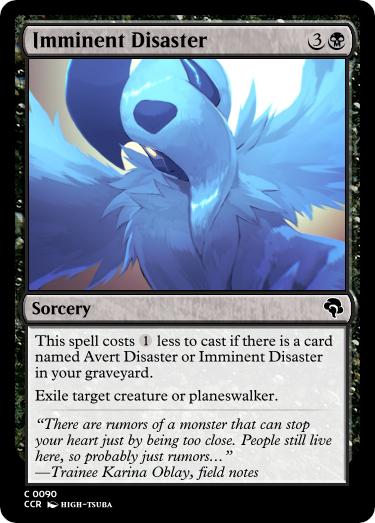 Imminent Disaster 3
Sorcery
This spell costs 1 less to cast if there is a card
named Avert Disaster or Imminent Disaster
in your graveyard.
Exile target creature or planeswalker.
“There are rumors of a monster that can stop
your heart just by being too close. People still live
here, so probably just rumors…”
—Trainee Karina Oblay, field notes
C 0090
CCR HIGH-TSUBA